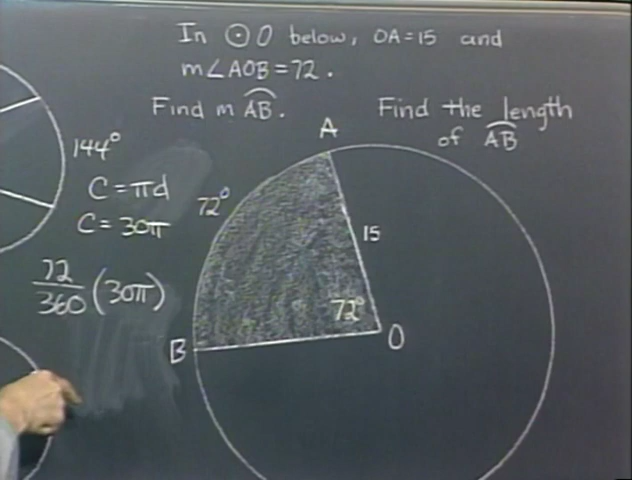 In ⊙O below, OA=15 and
m∠AOB=72.
Find m AB.
Find the length
of AB
A
144°
C=πd
72°
C=30π
15
72/360 (30π)
72°
B
O